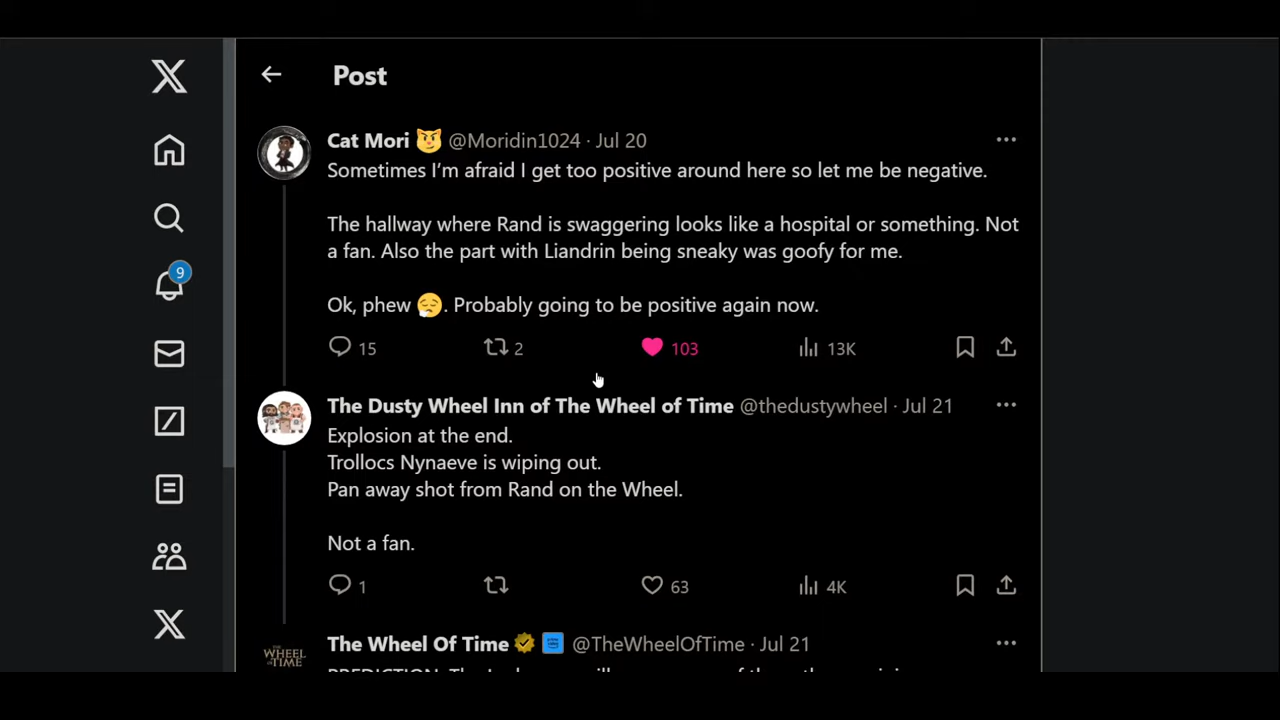 Post
Cat Mori 😼 @Moridin1024 · Jul 20
Sometimes I’m afraid I get too positive around here so let me be negative.
The hallway where Rand is swaggering looks like a hospital or something. Not
a fan. Also the part with Liandrin being sneaky was goofy for me.
Ok, phew 😮‍💨. Probably going to be positive again now.
15 2 103 13K
9
The Dusty Wheel Inn of The Wheel of Time @thedustywheel · Jul 21
Explosion at the end.
Trollocs Nynaeve is wiping out.
Pan away shot from Rand on the Wheel.
Not a fan.
1 63 4K
The Wheel Of Time @TheWheelOfTime · Jul 21
THE WHEEL OF TIME